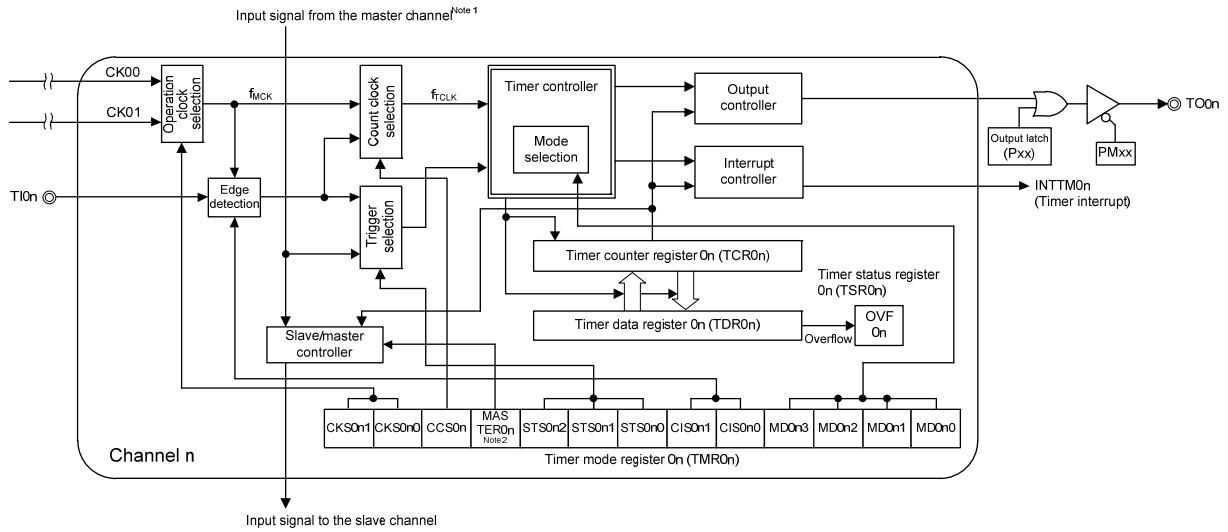 Input signal from the master channel Note 1
CK00
CK01
Operation
clock
selection
fMCK
Count clock
selection
fTCLK
Timer controller
Mode
selection
Output
controller
Interrupt
controller
Output latch
(Pxx)
PMxx
TO0n
INTTM0n
(Timer interrupt)
TI0n
Edge
detection
Trigger
selection
Timer counter register 0n (TCR0n)
Timer status register
0n (TSR0n)
Slave/master
controller
Timer data register 0n (TDR0n)
Overflow
OVF
0n
CKS0n1
CKS0n0
CCS0n
MAS
TER0n
Note2
STS0n2
STS0n1
STS0n0
CIS0n1
CIS0n0
MD0n3
MD0n2
MD0n1
MD0n0
Channel n
Timer mode register 0n (TMR0n)
Input signal to the slave channel